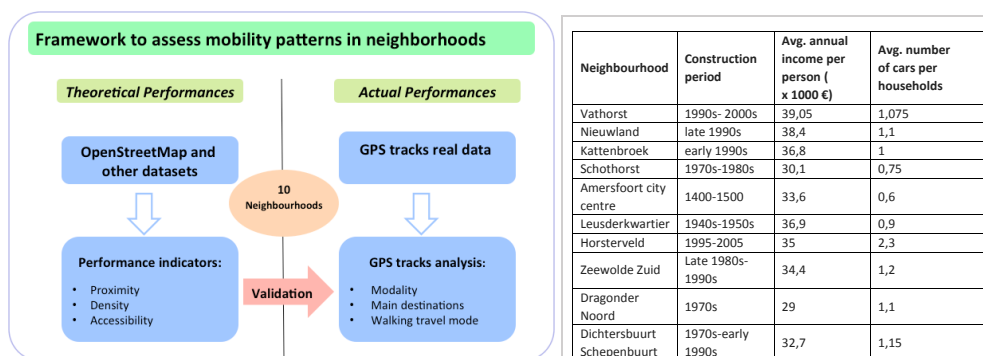 Framework to assess mobility patterns in neighborhoods
Theoretical Performances
Actual Performances
OpenStreetMap and
other datasets
GPS tracks real data
10
Neighbourhoods
Performance indicators:
• Proximity
• Density
• Accessibility
Validation
GPS tracks analysis:
• Modality
• Main destinations
• Walking travel mode
Neighbourhood
Construction
period
Avg. annual
income per
person (
x 1000 €)
Avg. number
of cars per
households
Vathorst 1990s- 2000s 39,05 1,075
Nieuwland late 1990s 38,4 1,1
Kattenbroek early 1990s 36,8 1
Schothorst 1970s-1980s 30,1 0,75
Amersfoort city
centre 1400-1500 33,6 0,6
Leusderkwartier 1940s-1950s 36,9 0,9
Horsterveld 1995-2005 35 2,3
Zeewolde Zuid Late 1980s-
1990s 34,4 1,2
Dragonder
Noord 1970s 29 1,1
Dichtersbuurt 1970s-early
Schepenbuurt 1990s 32,7 1,15